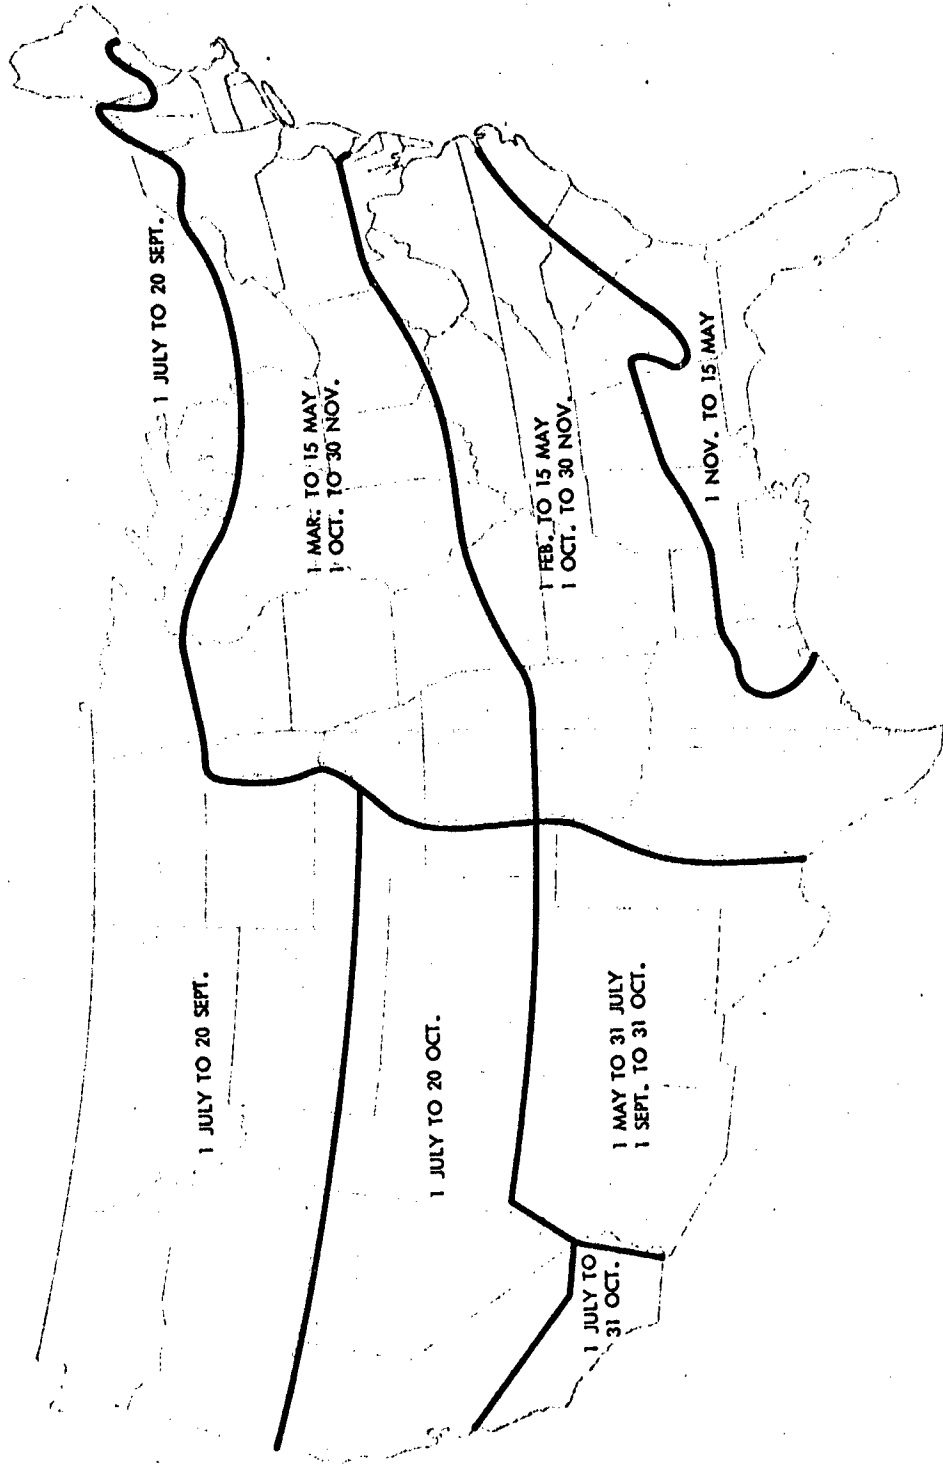 1 JULY TO 20 SEPT.
1 JULY TO 20 SEPT.
1 MAR. TO 15 MAY
1 OCT. TO 30 NOV.
1 JULY TO 20 OCT.
1 FEB. TO 15 MAY
1 OCT. TO 30 NOV.
1 JULY TO
31 OCT.
1 MAY TO 31 JULY
1 SEPT. TO 31 OCT.
1 NOV. TO 15 MAY